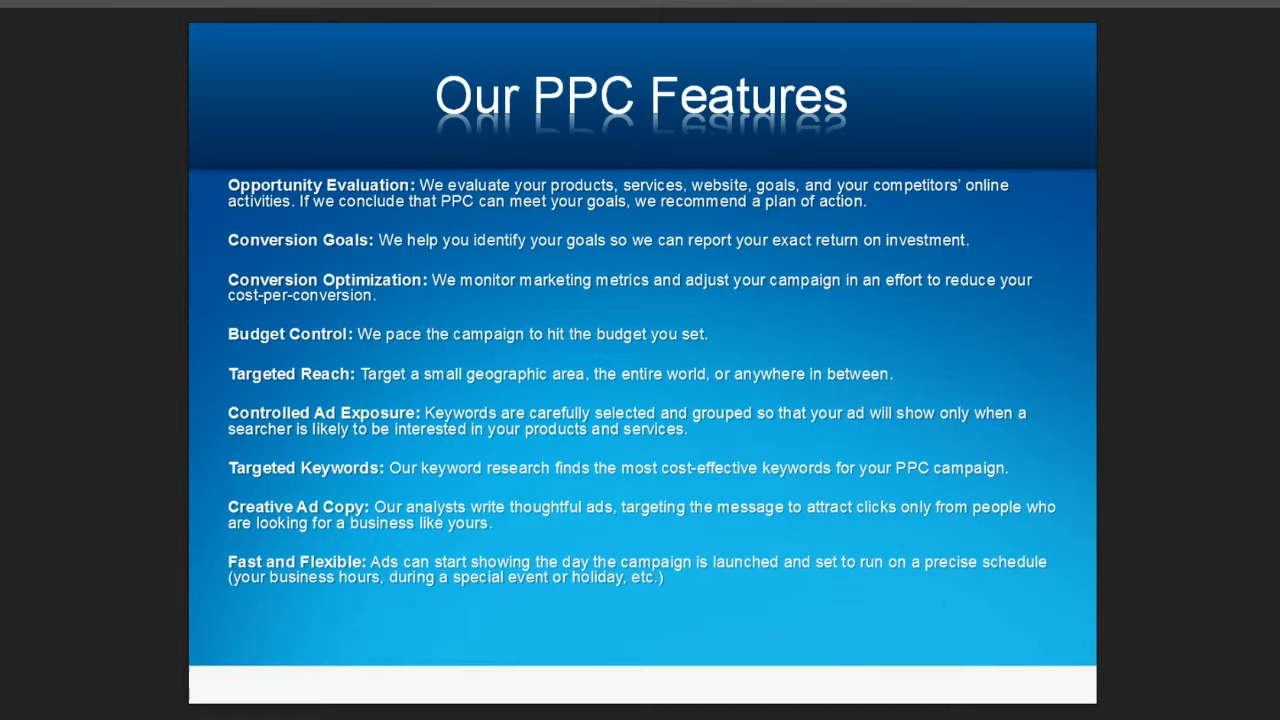 Our PPC Features
Opportunity Evaluation: We evaluate your products, services, website, goals, and your competitors’ online
activities. If we conclude that PPC can meet your goals, we recommend a plan of action.
Conversion Goals: We help you identify your goals so we can report your exact return on investment.
Conversion Optimization: We monitor marketing metrics and adjust your campaign in an effort to reduce your
cost-per-conversion.
Budget Control: We pace the campaign to hit the budget you set.
Targeted Reach: Target a small geographic area, the entire world, or anywhere in between.
Controlled Ad Exposure: Keywords are carefully selected and grouped so that your ad will show only when a
searcher is likely to be interested in your products and services.
Targeted Keywords: Our keyword research finds the most cost-effective keywords for your PPC campaign.
Creative Ad Copy: Our analysts write thoughtful ads, targeting the message to attract clicks only from people who
are looking for a business like yours.
Fast and Flexible: Ads can start showing the day the campaign is launched and set to run on a precise schedule
(your business hours, during a special event or holiday, etc.)